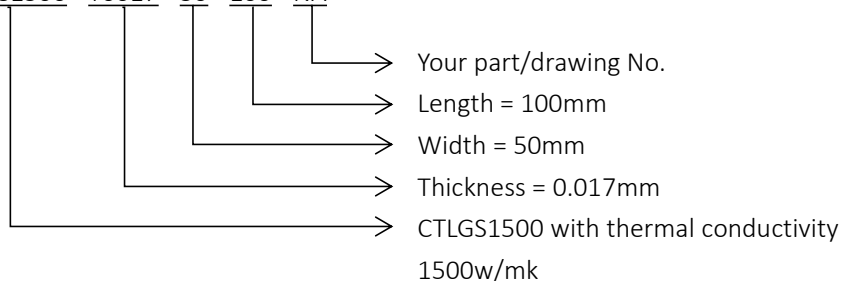 Your part/drawing No.
Length = 100mm
Width = 50mm
Thickness = 0.017mm
CTLGS1500 with thermal conductivity
1500w/mk